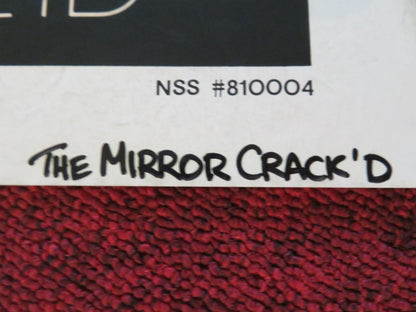 NSS #810004
THE MIRROR CRACK'D